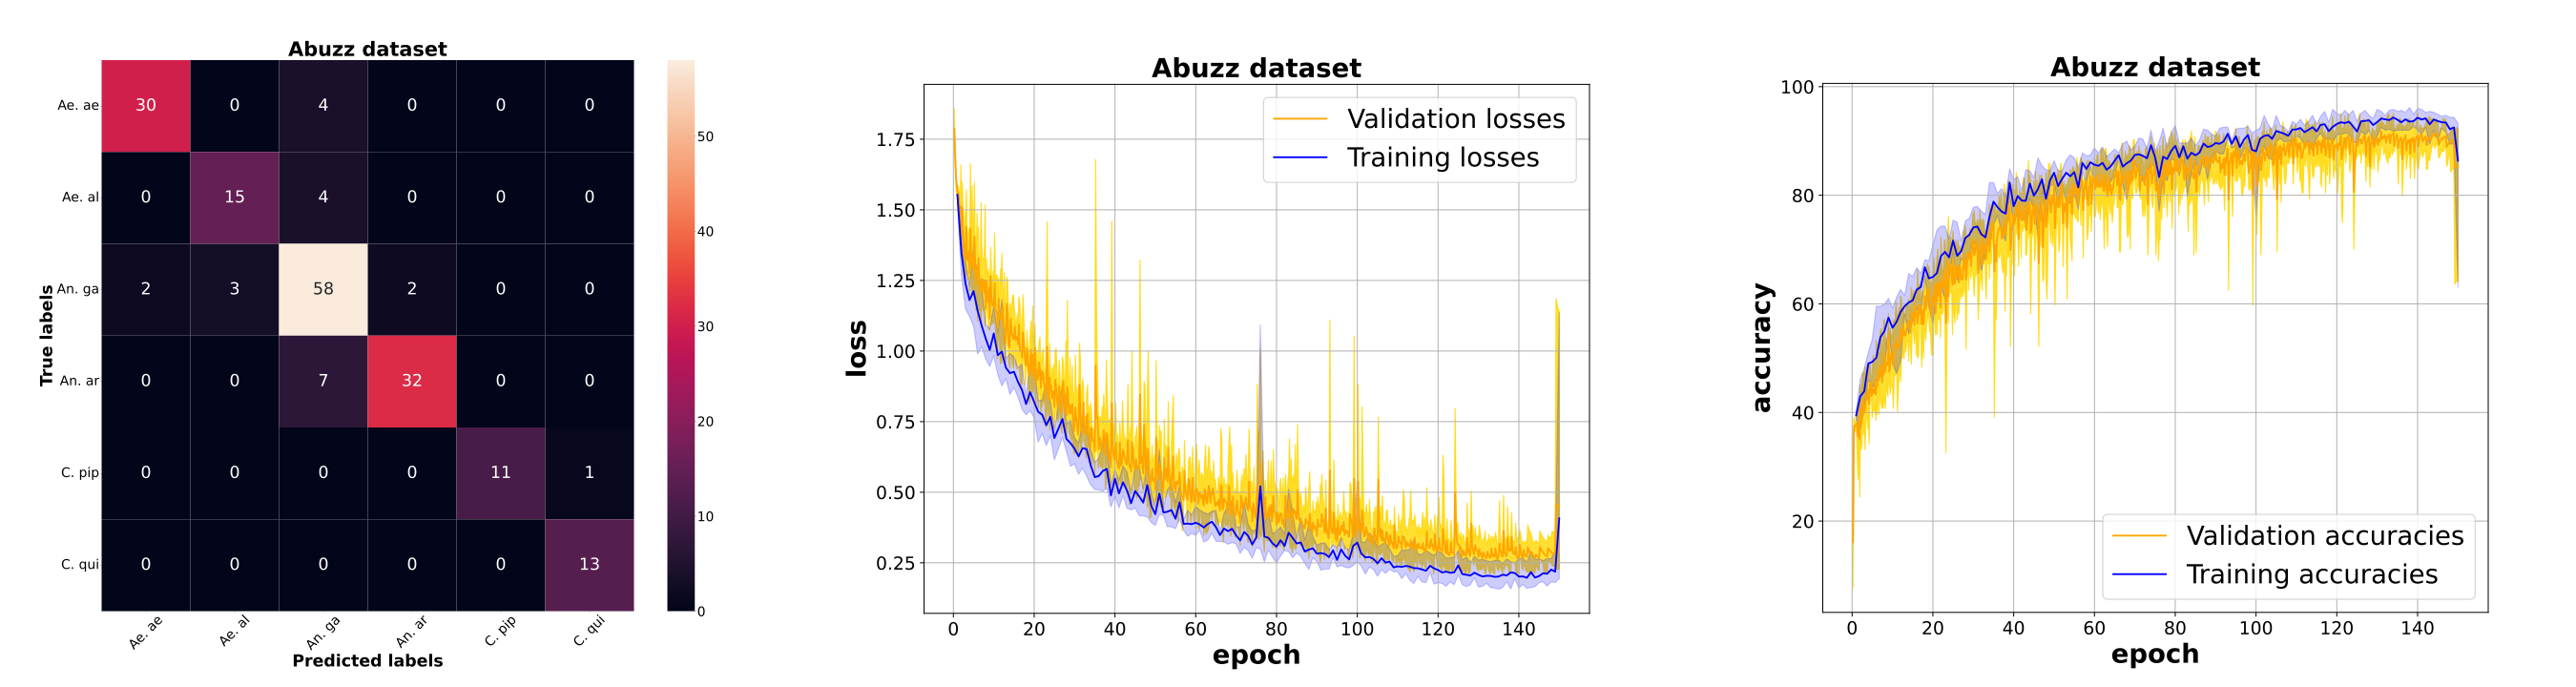 Abuzz dataset
True labels
Ae. ae 30 0 4 0 0 0
Ae. al 0 15 4 0 0 0
An. ga 2 3 58 2 0 0
An. ar 0 0 7 32 0 0
C. pip 0 0 0 0 11 1
C. qui 0 0 0 0 0 13
Ae. ae Ae. al An. ga An. ar C. pip C. qui
Predicted labels
50
40
30
20
10
0
Abuzz dataset
Validation losses
Training losses
loss
1.75
1.50
1.25
1.00
0.75
0.50
0.25
0 20 40 60 80 100 120 140
epoch
Abuzz dataset
accuracy
100
80
60
40
20
Validation accuracies
Training accuracies
0 20 40 60 80 100 120 140
epoch